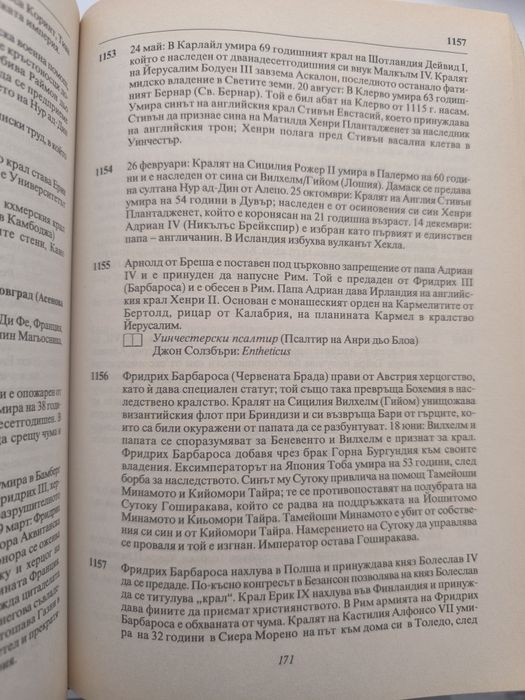 1157
1153
24 май: В Карлайл умира 69 годишният крал на Шотландия Дейвид I,
който е наследен от дванадесетгодишния си внук Малкълм IV. Кралят
на Йерусалим Бодуен III завзема Аскалон, последното останало фати-
мидско владение в Светите земи. 20 август: В Клерво умира 63 годиш-
ният Бернар (Св. Бернар). Той е бил абат на Клерво от 1115 г. насам.
Умира синът на английския крал Стивън Евстасий, което принуждава
Стивън да признае сина на Матилда Хенри Плантадженет за наследник
на английския трон; Хенри полага пред Стивън васална клетва в
Уинчестър.
1154
26 февруари: Кралят на Сицилия Рожер II умира в Палермо на 60 годи-
ни и е наследен от сина си Вилхелм/Гийом (Лошия). Дамаск се предава
на султана Нур ад-Дин от Алепо. 25 октомври: Кралят на Англия Стивън
умира на 54 години в Дувър; наследен е от осиновения си син Хенри
Плантадженет, който е коронясан на 21 годишна възраст. 14 декември:
Адриан IV (Никълъс Брейкспир) е избран като първият и единствен
папа – англичанин. В Исландия избухва вулканът Хекла.
1155
Арнолд от Бреша е поставен под църковно запрещение от папа Адриан
IV и е принуден да напусне Рим. Той е предаден от Фридрих III
(Барбароса) и е обесен в Рим. Папа Адриан дава Ирландия на английс-
кия крал Хенри II. Основан е монашеският орден на Кармелитите от
Бертолд, рицар от Калабрия, на планината Кармел в кралство
Йерусалим.
Уинчестерски псалтир (Псалтир на Анри дьо Блоа)
Джон Солзбъри: Entheticus
1156
Фридрих Барбароса (Червената Брада) прави от Австрия херцогство,
като ѝ дава специален статут; той също така превръща Бохемия в на-
следствено кралство. Кралят на Сицилия Вилхелм (Гийом) унищожава
византийския флот при Бриндизи и си възвръща Бари от гърците, кои-
то са били окуражени от папата да се разбунтуват. 18 юни: Вилхелм и
папата се споразумяват за Беневенто и Вилхелм е признат за крал.
Фридрих Барбароса добавя чрез брак Горна Бургундия към своите
владения. Ексимператорът на Япония Тоба умира на 53 години, след
борба за наследството. Синът му Сутоку привлича на помощ Тамейоши
Минамото и Кийомори Тайра; те се противопоставят на подбудата на
Сутоку Гоширакава, който се радва на поддръжката на Йошитомо
Минамото и Киьомори Тайра. Тамейоши Минамото е убит от собстве-
ния си син и от Кийомори Тайра. Намерението на Сутоку да управлява
се проваля и той е изгнан. Император остава Гоширакава.
1157
Фридрих Барбароса нахлува в Полша и принуждава княз Болеслав IV
да се предаде. По-късно конгресът в Безансон позволява на княз Болеслав
да се титулува „крал“. Крал Ерик IX нахлува във Финландия и принуж-
дава фините да приемат християнството. В Рим армията на Фридрих
Барбароса е обхваната от чума. Кралят на Кастилия Алфонсо VII уми-
ра на 32 години в Сиера Морено на път към дома си в Толедо, след
171